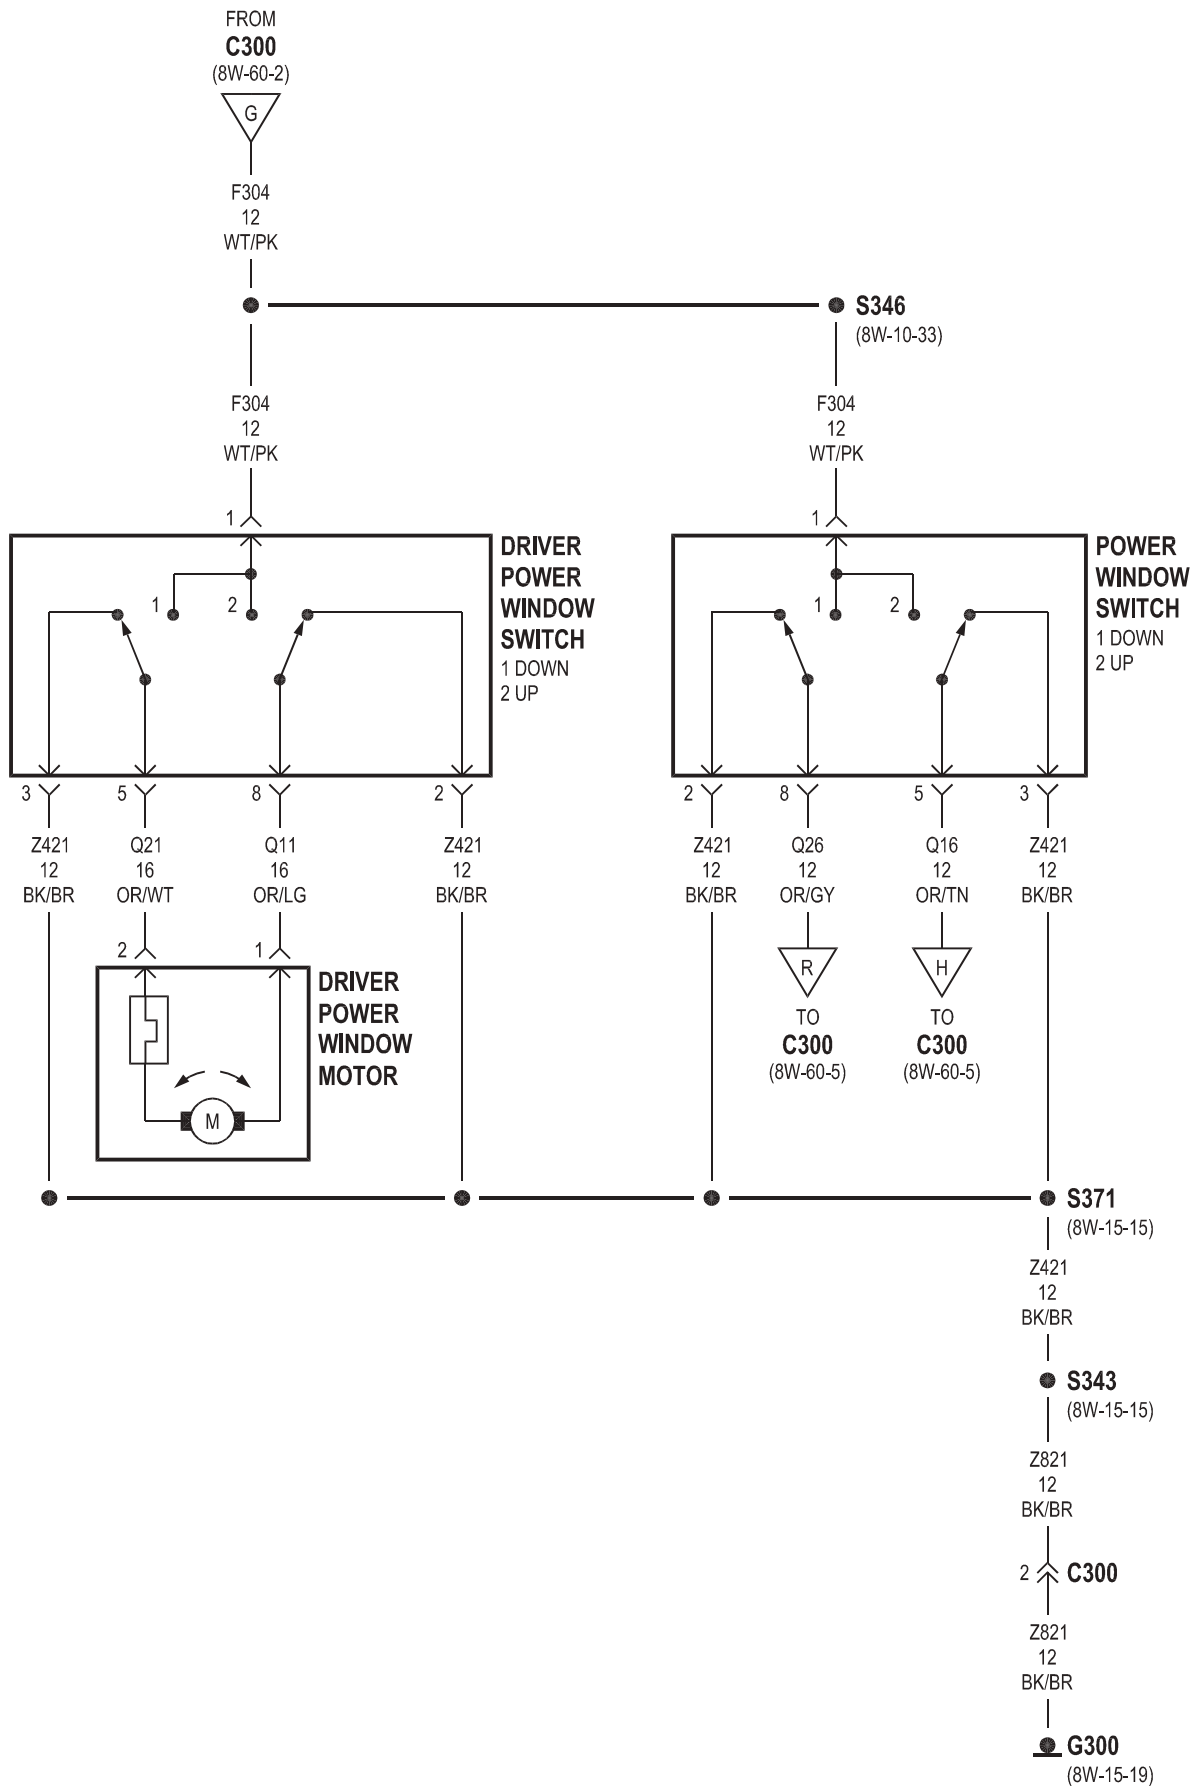 FROM
C300
(8W-60-2)
G
F304
12
WT/PK
S346
(8W-10-33)
F304
12
WT/PK
F304
12
WT/PK
1
1
DRIVER
POWER
WINDOW
SWITCH
1 DOWN
2 UP
1
2
POWER
WINDOW
SWITCH
1 DOWN
2 UP
1
2
3
5
8
2
2
8
5
3
Z421
12
BK/BR
Q21
16
OR/WT
Q11
16
OR/LG
Z421
12
BK/BR
Z421
12
BK/BR
Q26
12
OR/GY
Q16
12
OR/TN
Z421
12
BK/BR
2
1
DRIVER
POWER
WINDOW
MOTOR
M
R
TO
C300
(8W-60-5)
H
TO
C300
(8W-60-5)
S371
(8W-15-15)
Z421
12
BK/BR
S343
(8W-15-15)
Z821
12
BK/BR
2
C300
Z821
12
BK/BR
G300
(8W-15-19)